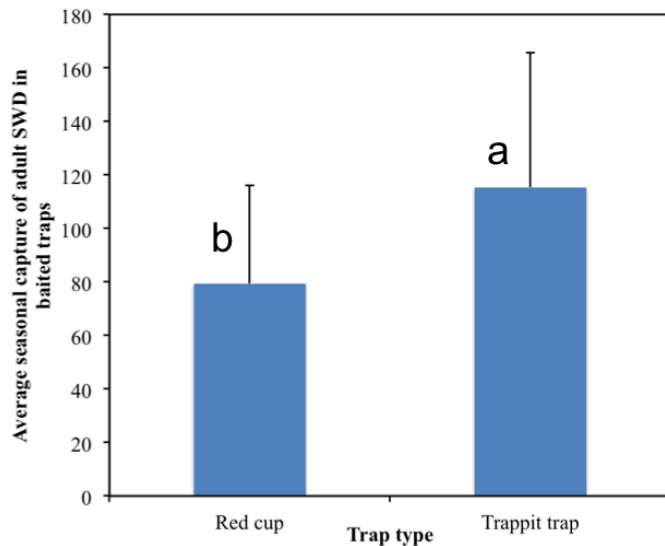 Average seasonal capture of adult SWD in
baited traps
180
160
140
120
100
80
60
40
20
0
b
a
Red cup
Trappit trap
Trap type